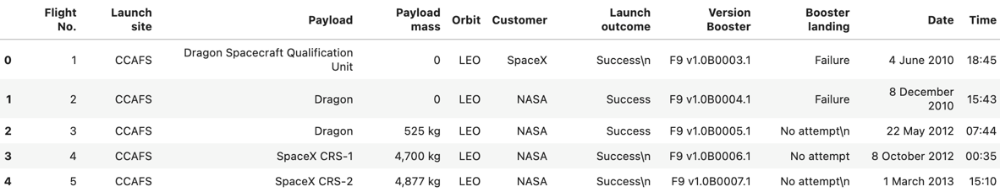 Flight No. Launch site Payload Payload mass Orbit Customer Launch outcome Version Booster Booster landing Date Time
0 1 CCAFS Dragon Spacecraft Qualification Unit 0 LEO SpaceX Success\n F9 v1.0B0003.1 Failure 4 June 2010 18:45
1 2 CCAFS Dragon 0 LEO NASA Success F9 v1.0B0004.1 Failure 8 December 2010 15:43
2 3 CCAFS Dragon 525 kg LEO NASA Success F9 v1.0B0005.1 No attempt\n 22 May 2012 07:44
3 4 CCAFS SpaceX CRS-1 4,700 kg LEO NASA Success\n F9 v1.0B0006.1 No attempt 8 October 2012 00:35
4 5 CCAFS SpaceX CRS-2 4,877 kg LEO NASA Success\n F9 v1.0B0007.1 No attempt\n 1 March 2013 15:10